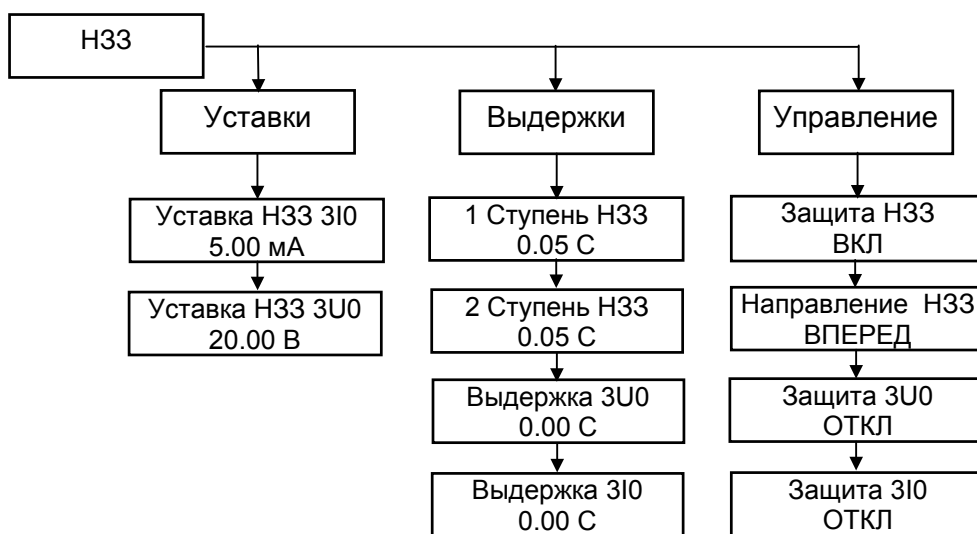 НЗЗ
Уставки
Выдержки
Управление
Уставка НЗЗ 3I0
5.00 мА
Уставка НЗЗ 3U0
20.00 В
1 Ступень НЗЗ
0.05 С
2 Ступень НЗЗ
0.05 С
Выдержка 3U0
0.00 С
Выдержка 3I0
0.00 С
Защита НЗЗ
ВКЛ
Направление НЗЗ
ВПЕРЕД
Защита 3U0
ОТКЛ
Защита 3I0
ОТКЛ